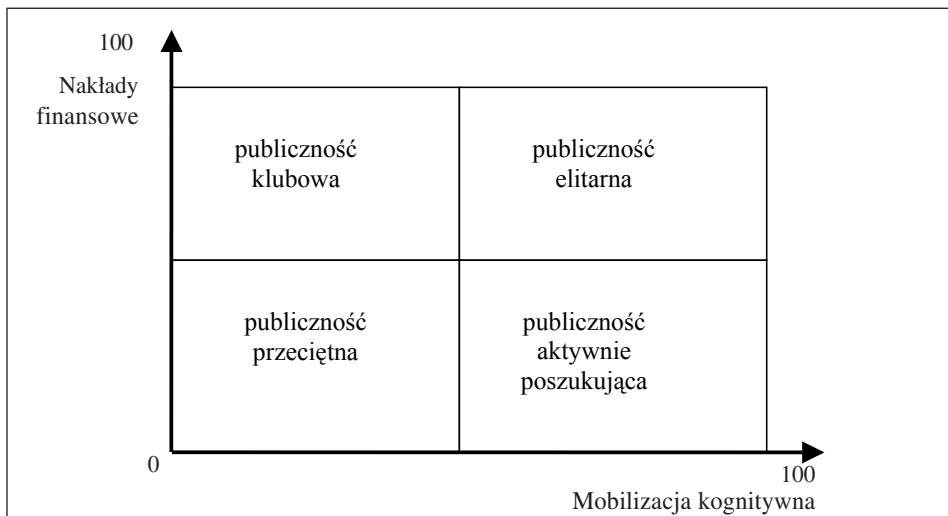 100
Nakłady
finansowe
publiczność
klubowa
publiczność
elitarna
publiczność
przeciętna
publiczność
aktywnie
poszukująca
0
100
Mobilizacja kognitywna